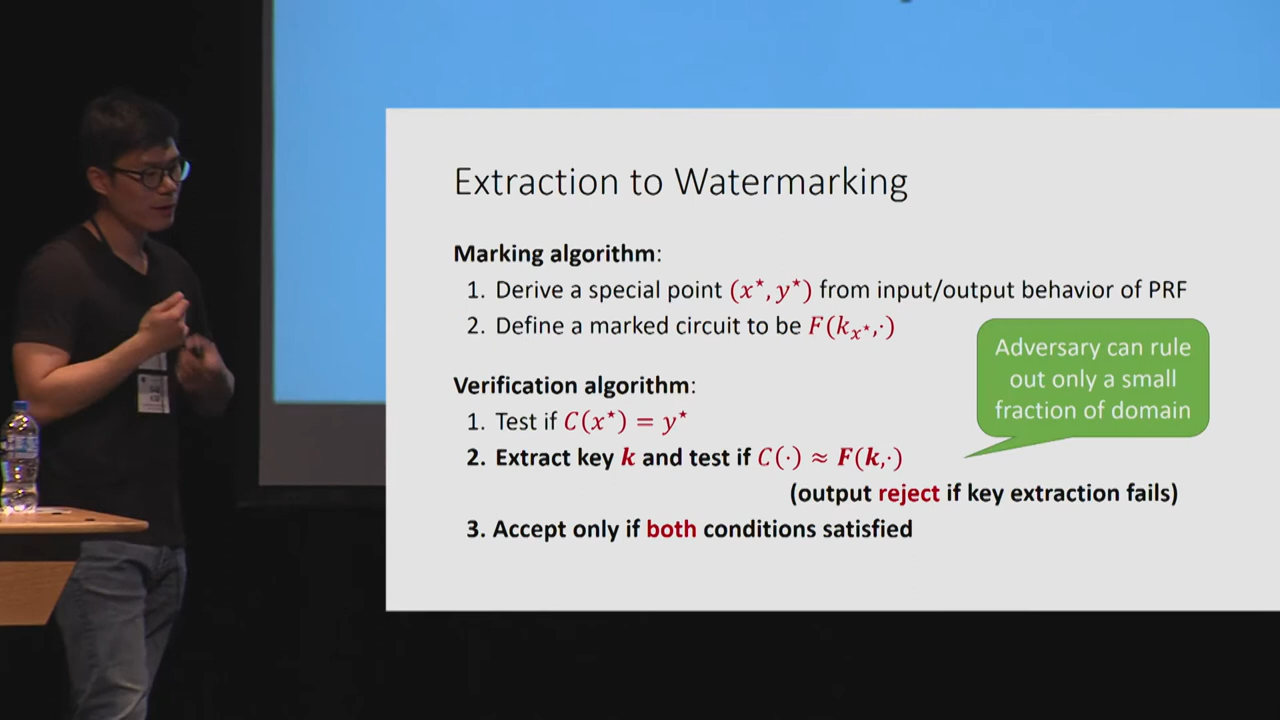 Extraction to Watermarking
Marking algorithm:
1. Derive a special point (x*, y*) from input/output behavior of PRF
2. Define a marked circuit to be F(k_{x*}, ·)
Adversary can rule
out only a small
fraction of domain
Verification algorithm:
1. Test if C(x*) = y*
2. Extract key k and test if C(·) ≈ F(k, ·)
(output reject if key extraction fails)
3. Accept only if both conditions satisfied